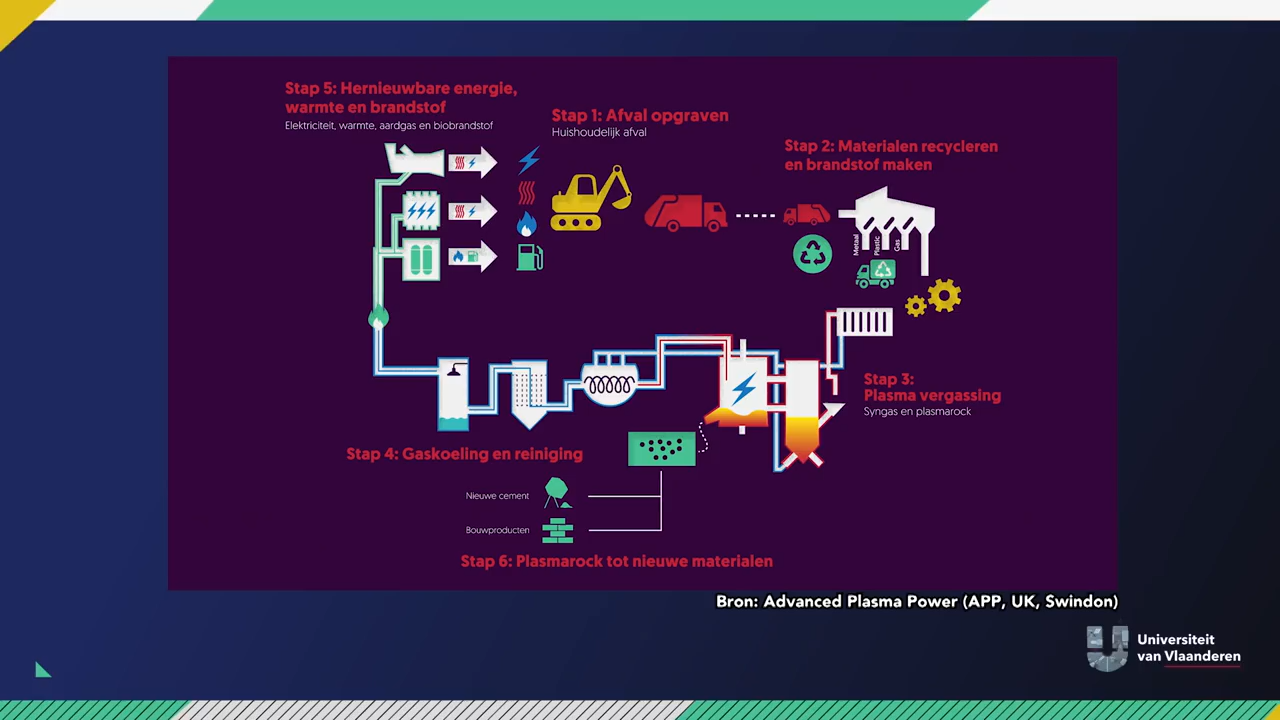 Stap 5: Hernieuwbare energie,
warmte en brandstof
Elektriciteit, warmte, aardgas en biobrandstof
Stap 1: Afval opgraven
Huishoudelijk afval
Stap 2: Materialen recycleren
en brandstof maken
Metaal
Plastic
Gas
Stap 3:
Plasma vergassing
Syngas en plasmarock
Stap 4: Gaskoeling en reiniging
Nieuwe cement
Bouwproducten
Stap 6: Plasmarock tot nieuwe materialen
Bron: Advanced Plasma Power (APP, UK, Swindon)
Universiteit
van Vlaanderen